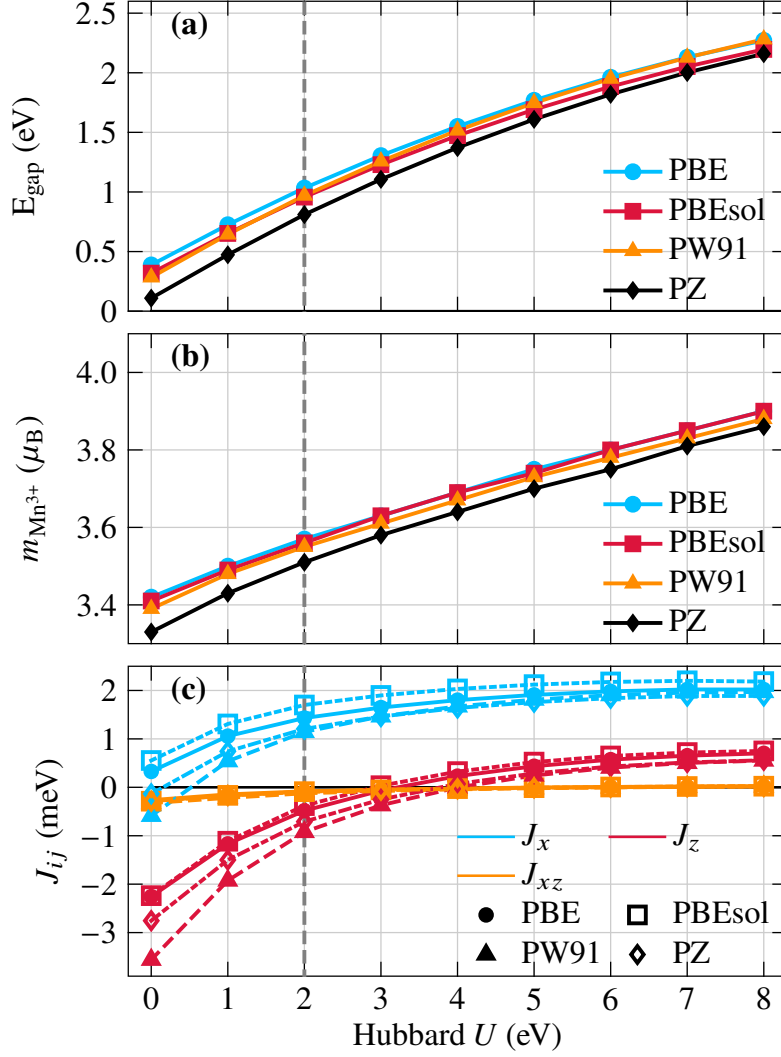 (a)
2.5
2
1.5
1
0.5
0
E_gap (eV)
PBE
PBEsol
PW91
PZ
(b)
4.0
3.8
3.6
3.4
m_Mn³⁺ (μ_B)
PBE
PBEsol
PW91
PZ
(c)
2
1
0
−1
−2
−3
J_ij (meV)
J_x J_z
J_xz
PBE PBEsol
PW91 PZ
0 1 2 3 4 5 6 7 8
Hubbard U (eV)